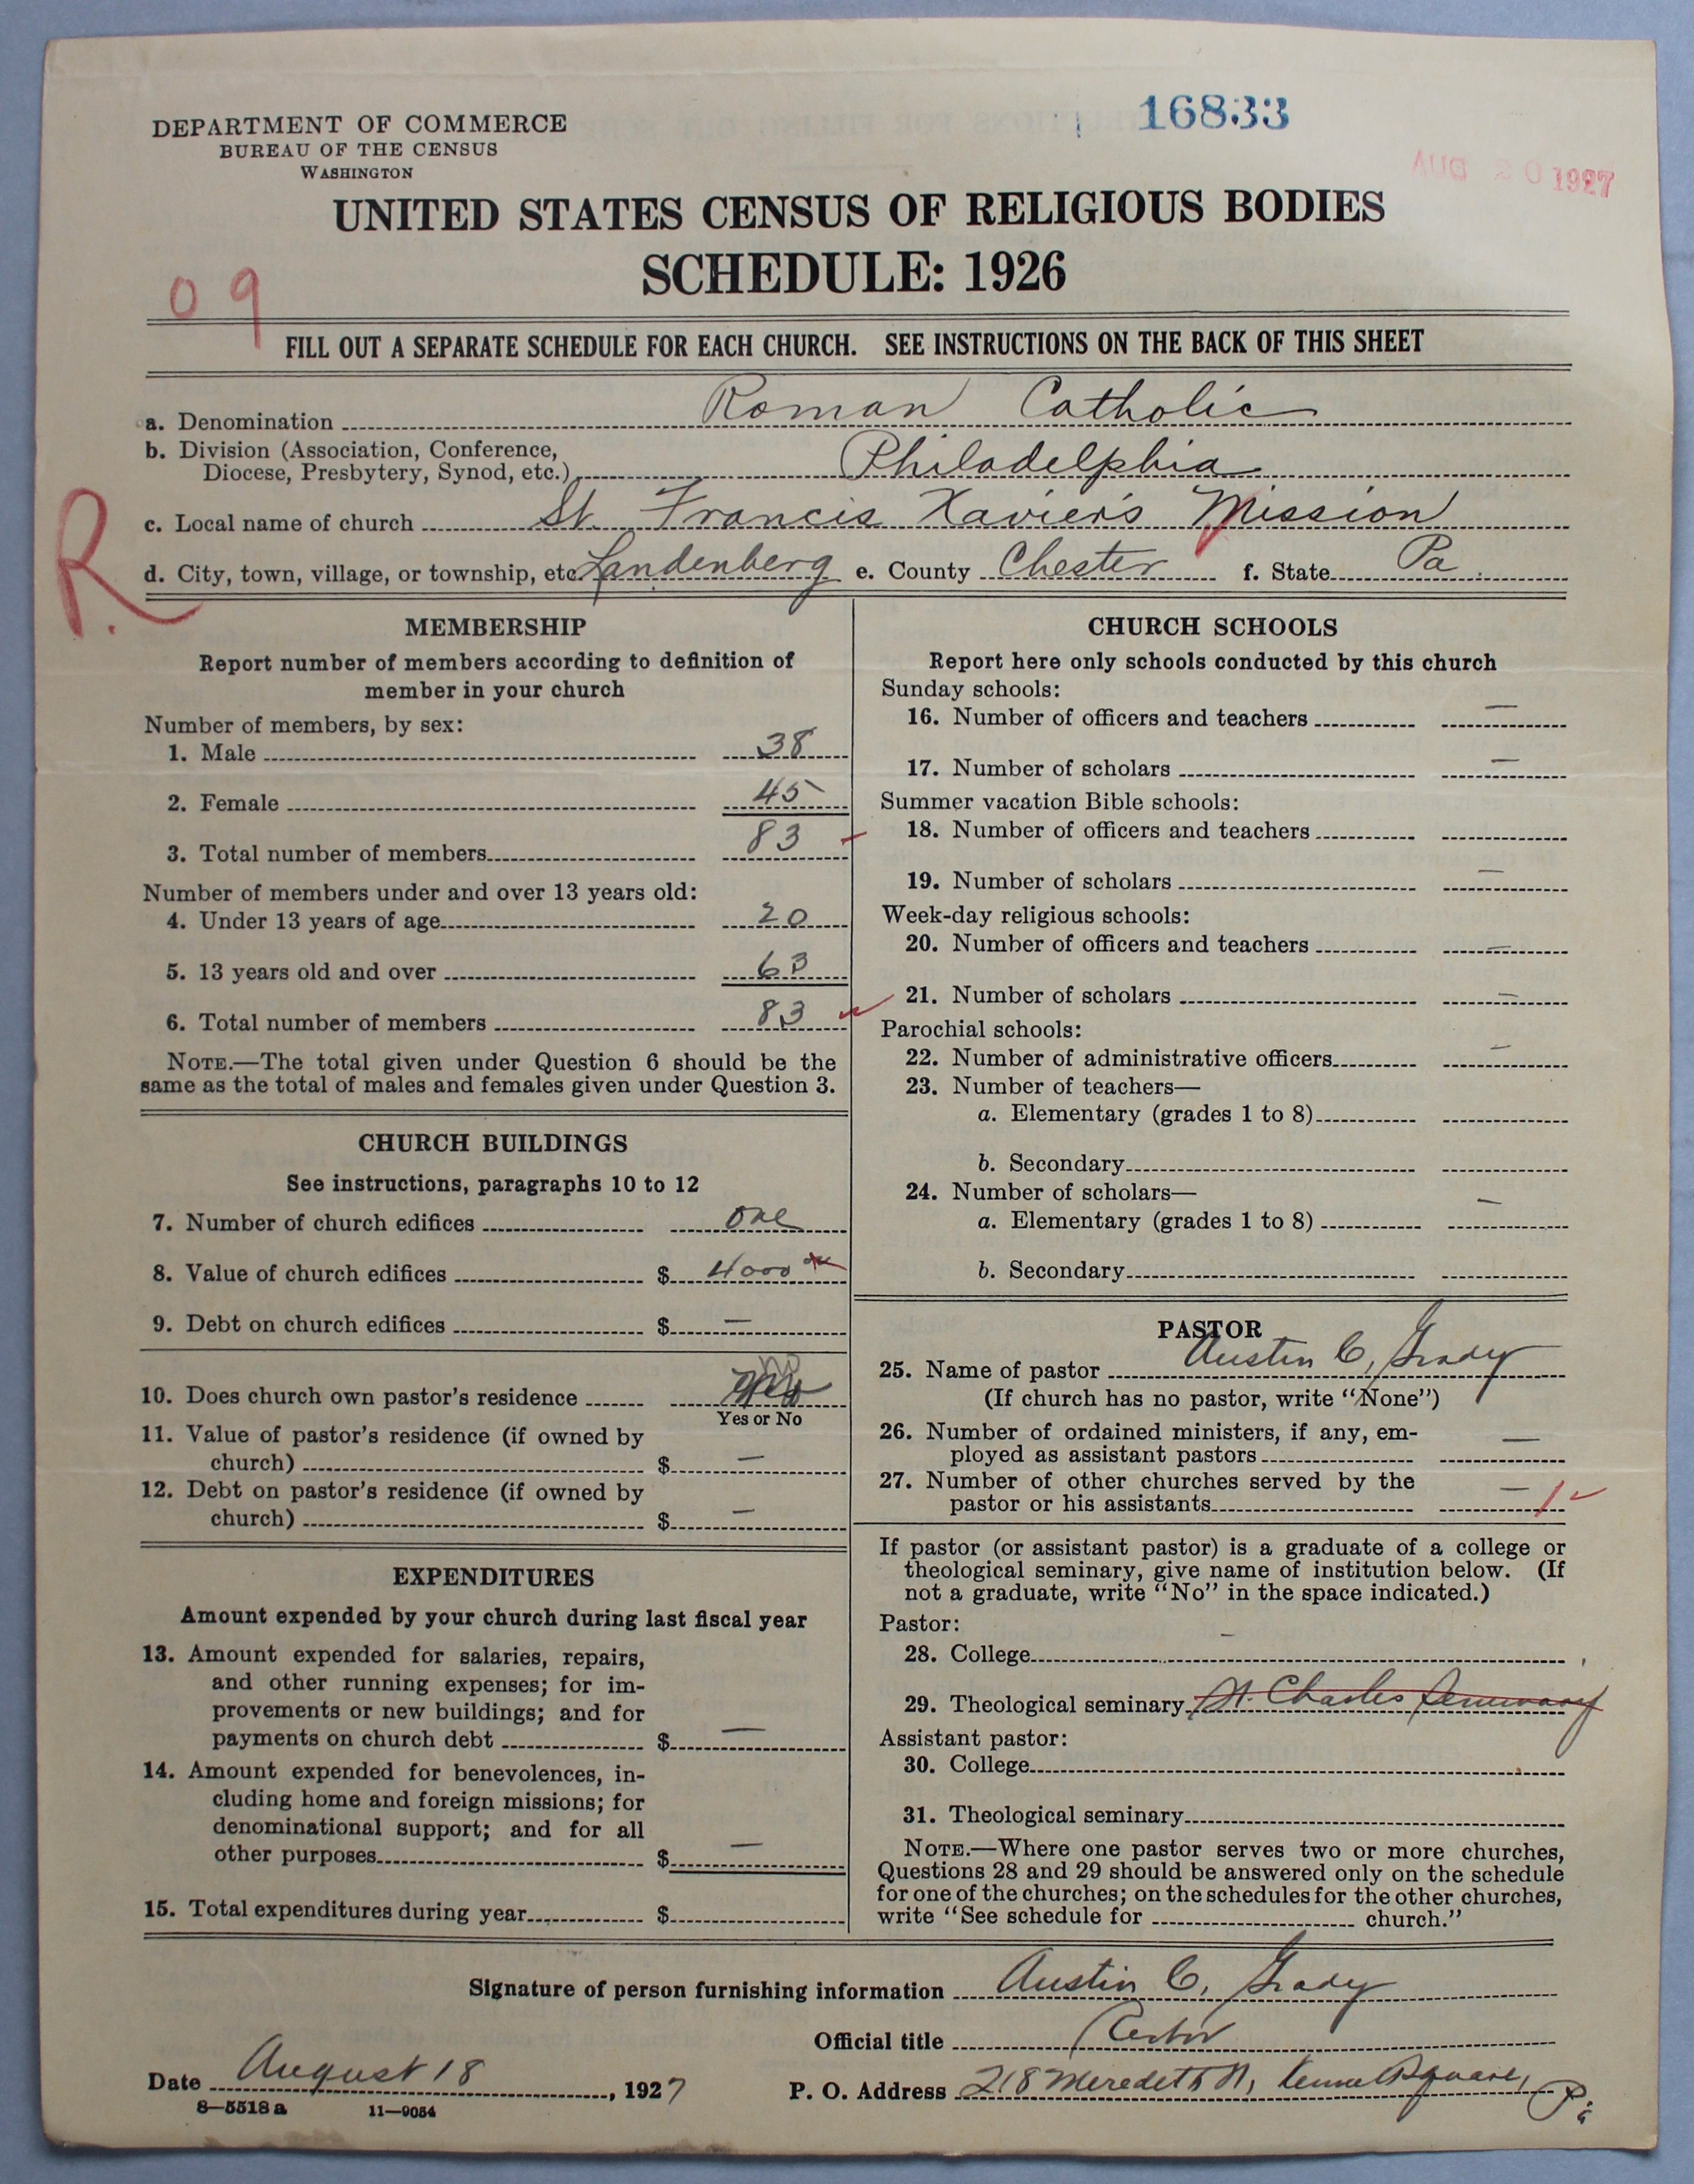 16833
DEPARTMENT OF COMMERCE
BUREAU OF THE CENSUS
WASHINGTON
AUG 20 1927
UNITED STATES CENSUS OF RELIGIOUS BODIES
SCHEDULE: 1926
09
FILL OUT A SEPARATE SCHEDULE FOR EACH CHURCH. SEE INSTRUCTIONS ON THE BACK OF THIS SHEET
a. Denomination Roman Catholic
b. Division (Association, Conference,
Diocese, Presbytery, Synod, etc.) Philadelphia
R.
c. Local name of church St. Francis Xavier's Mission
d. City, town, village, or township, etc. Landenberg e. County Chester f. State Pa.
MEMBERSHIP
Report number of members according to definition of
member in your church
Number of members, by sex:
1. Male 38
2. Female 45
3. Total number of members 83
Number of members under and over 13 years old:
4. Under 13 years of age 20
5. 13 years old and over 63
6. Total number of members 83
NOTE.—The total given under Question 6 should be the
same as the total of males and females given under Question 3.
CHURCH BUILDINGS
See instructions, paragraphs 10 to 12
7. Number of church edifices one
8. Value of church edifices $ 4000
9. Debt on church edifices $ —
10. Does church own pastor's residence
Yes or No
11. Value of pastor's residence (if owned by
church) $ —
12. Debt on pastor's residence (if owned by
church) $ —
EXPENDITURES
Amount expended by your church during last fiscal year
13. Amount expended for salaries, repairs,
and other running expenses; for im-
provements or new buildings; and for
payments on church debt $ —
14. Amount expended for benevolences, in-
cluding home and foreign missions; for
denominational support; and for all
other purposes $ —
15. Total expenditures during year $
CHURCH SCHOOLS
Report here only schools conducted by this church
Sunday schools:
16. Number of officers and teachers —
17. Number of scholars —
Summer vacation Bible schools:
18. Number of officers and teachers
19. Number of scholars —
Week-day religious schools:
20. Number of officers and teachers —
21. Number of scholars —
Parochial schools:
22. Number of administrative officers —
23. Number of teachers—
a. Elementary (grades 1 to 8)
b. Secondary
24. Number of scholars—
a. Elementary (grades 1 to 8) —
b. Secondary
PASTOR
25. Name of pastor Austin C. Grady
(If church has no pastor, write "None")
26. Number of ordained ministers, if any, em-
ployed as assistant pastors —
27. Number of other churches served by the
pastor or his assistants — 1
If pastor (or assistant pastor) is a graduate of a college or
theological seminary, give name of institution below. (If
not a graduate, write "No" in the space indicated.)
Pastor:
28. College —
29. Theological seminary St. Charles Seminary
Assistant pastor:
30. College
31. Theological seminary
NOTE.—Where one pastor serves two or more churches,
Questions 28 and 29 should be answered only on the schedule
for one of the churches; on the schedules for the other churches,
write "See schedule for church."
Signature of person furnishing information Austin C. Grady
Official title Rector
Date August 18, 1927 P. O. Address 218 Meredeth St, Square, Pa
8—5518a 11—9054